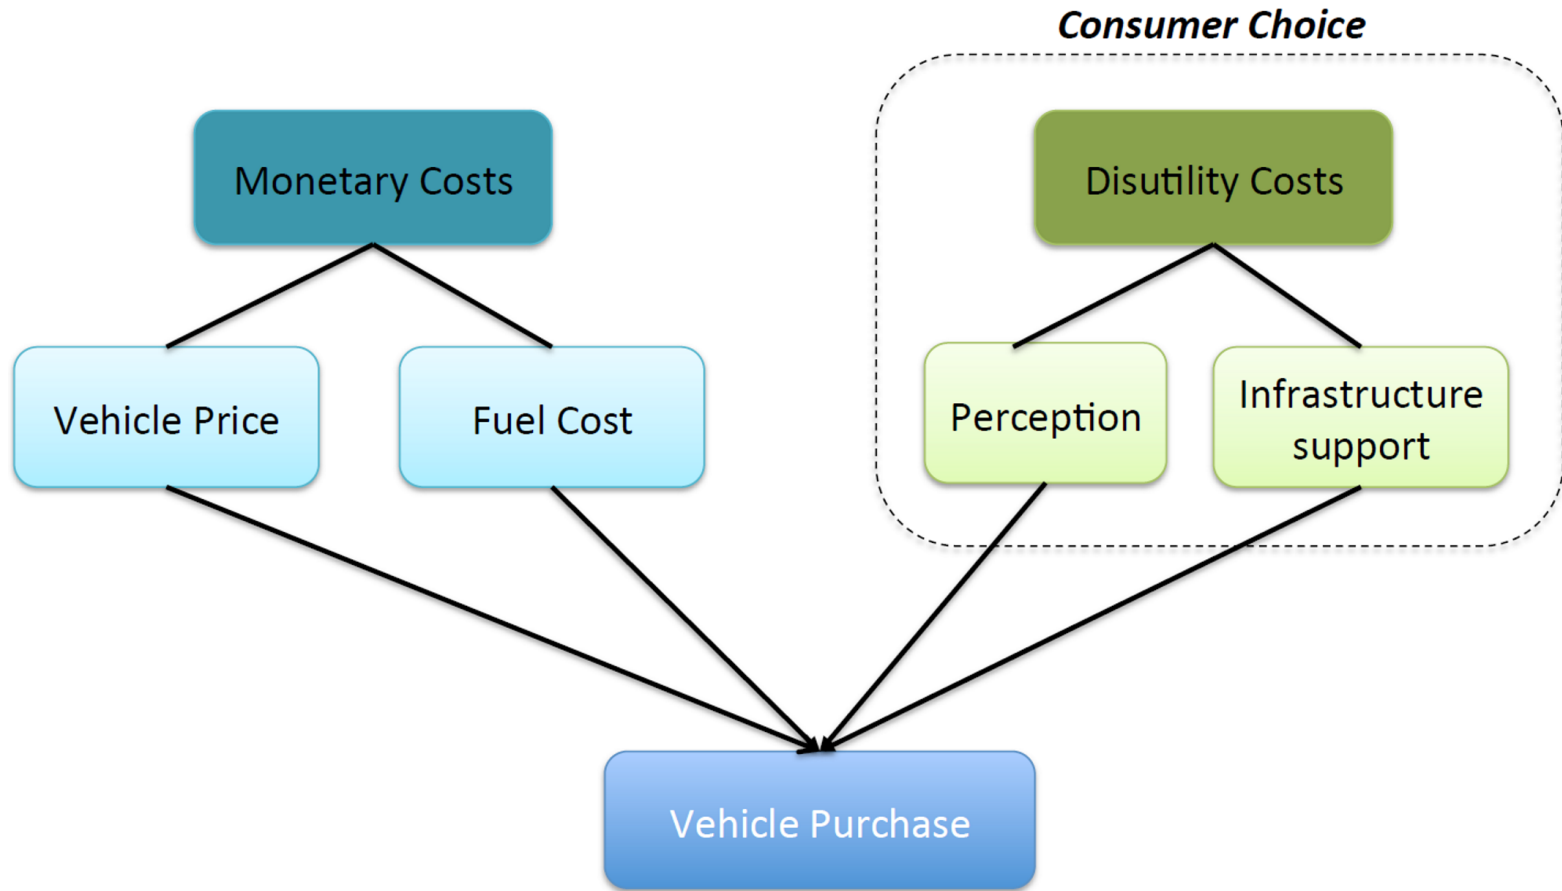 Consumer Choice
Monetary Costs
Disutility Costs
Vehicle Price
Fuel Cost
Perception
Infrastructure
support
Vehicle Purchase